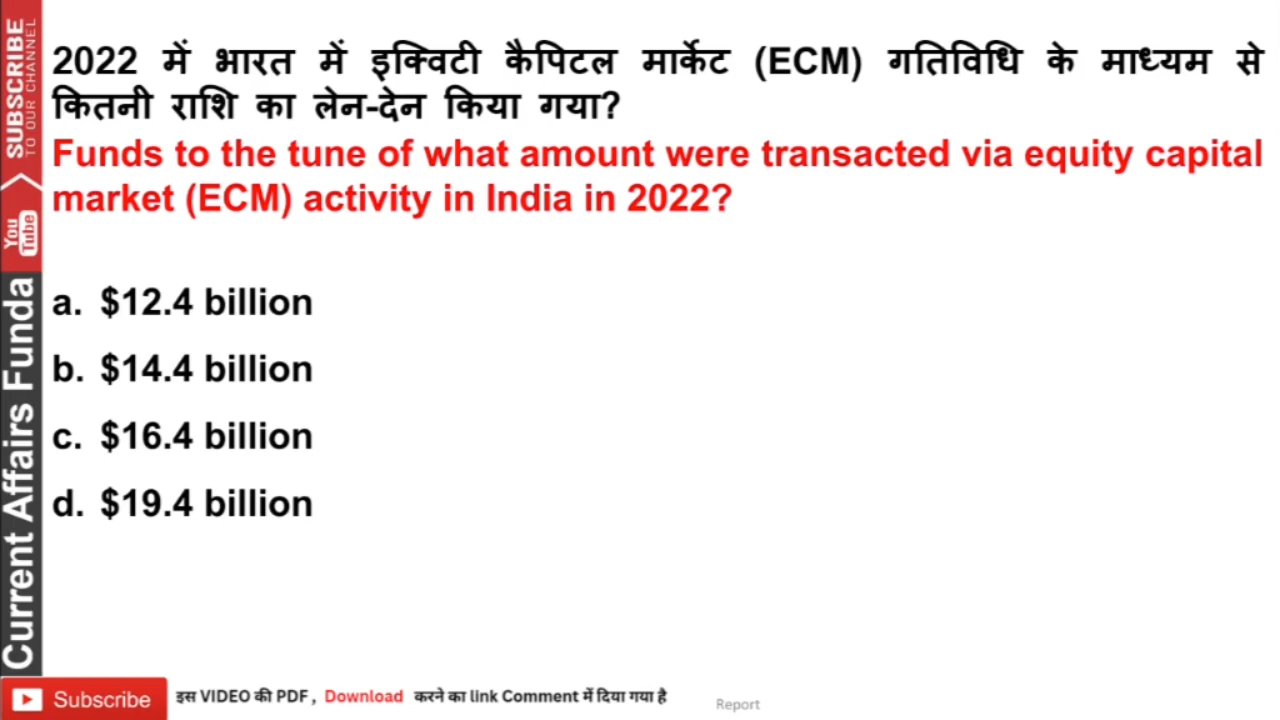 2022 में भारत में इक्विटी कैपिटल मार्केट (ECM) गतिविधि के माध्यम से
कितनी राशि का लेन-देन किया गया?
Funds to the tune of what amount were transacted via equity capital
market (ECM) activity in India in 2022?
a. $12.4 billion
b. $14.4 billion
c. $16.4 billion
d. $19.4 billion
SUBSCRIBE
TO OUR CHANNEL
You
Tube
Current Affairs Funda
Subscribe
इस VIDEO की PDF , Download करने का link Comment में दिया गया है
Report